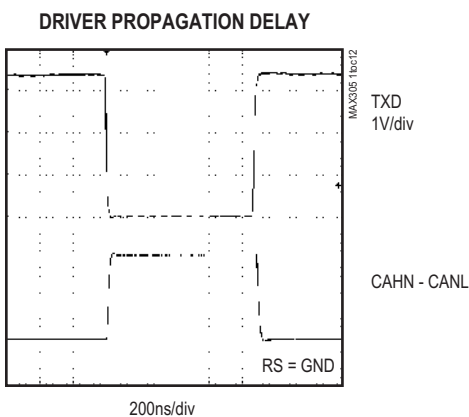 DRIVER PROPAGATION DELAY
MAX305 1toc12
TXD
1V/div
CAHN - CANL
RS = GND
200ns/div